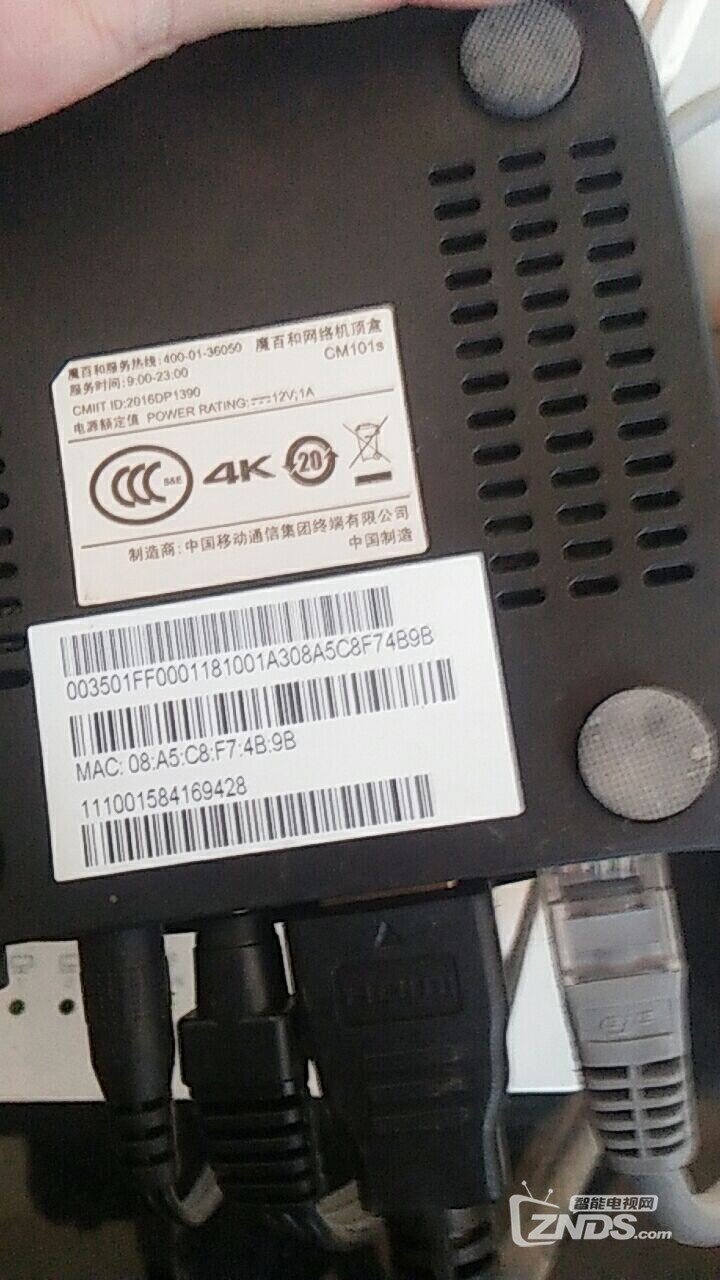 魔百和服务热线:400-01-36050 魔百和网络机顶盒
服务时间:9:00-23:00 CM101s
CMIIT ID:2016DP1390
电源额定值 POWER RATING: 12V;1A
CCC S&E 4K 20
制造商:中国移动通信集团终端有限公司
中国制造
003501FF0001181001A308A5C8F74B9B
MAC: 08:A5:C8:F7:4B:9B
111001584169428
HDMI
智能电视网
ZNDS.com